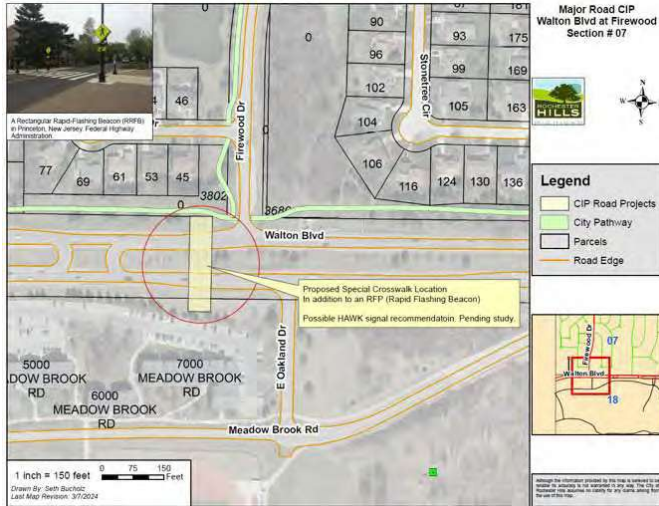 Major Road CIP
Walton Blvd at Firewood
Section # 07
A Rectangular Rapid-Flashing Beacon (RRFB)
in Princeton, New Jersey. Federal Highway
Administration.
ROCHESTER
HILLS
N
W
E
S
Legend
CIP Road Projects
City Pathway
Parcels
Road Edge
0
0
90
96
102
104
106
116
93
99
105
124
130
136
175
169
163
46
77
69
61
53
45
0
3802
Firewood Dr
Stonetree Cir
Walton Blvd
Proposed Special Crosswalk Location
In addition to an RFP (Rapid Flashing Beacon)
Possible HAWK signal recommendatoin. Pending study.
E Oakland Dr
5000
MEADOW BROOK
RD
6000
MEADOW BROOK
RD
7000
MEADOW BROOK
RD
Meadow Brook Rd
1 inch = 150 feet
0 75 150
Feet
Drawn By: Seth Bucholz
Last Map Revision: 3/7/2024
Firewood Dr
07
Walton Blvd
18